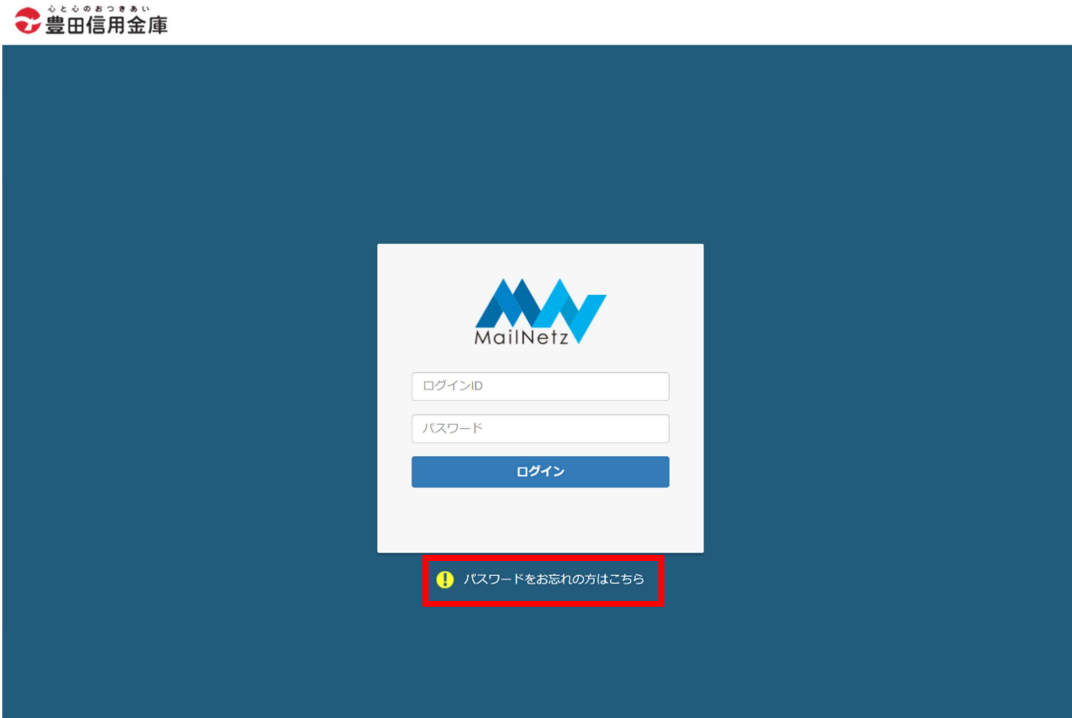 心と心のおつきあい
豊田信用金庫
MailNetz
ログインID
パスワード
ログイン
! パスワードをお忘れの方はこちら